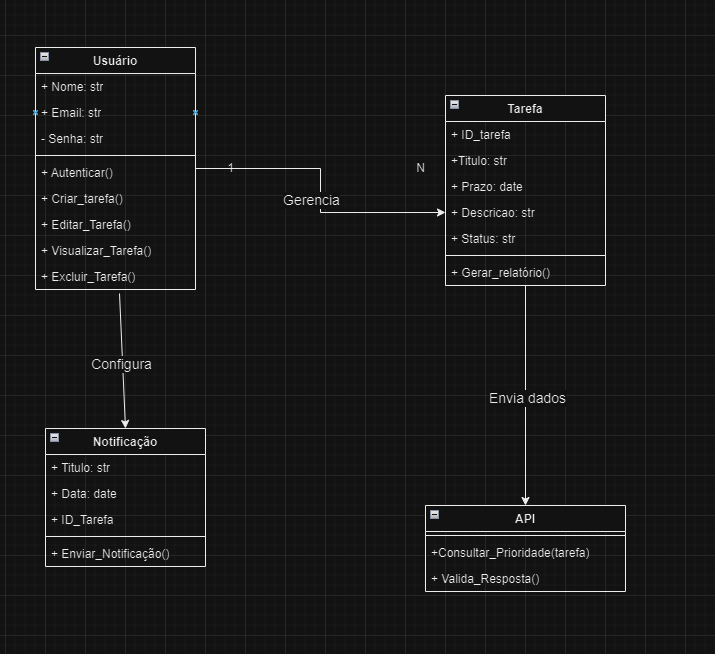 Usuário
+ Nome: str
+ Email: str
- Senha: str
+ Autenticar()
+ Criar_tarefa()
+ Editar_Tarefa()
+ Visualizar_Tarefa()
+ Excluir_Tarefa()
1
N
Gerencia
Tarefa
+ ID_tarefa
+Titulo: str
+ Prazo: date
+ Descricao: str
+ Status: str
+ Gerar_relatório()
Configura
Envia dados
Notificação
+ Titulo: str
+ Data: date
+ ID_Tarefa
+ Enviar_Notificação()
API
+Consultar_Prioridade(tarefa)
+ Valida_Resposta()